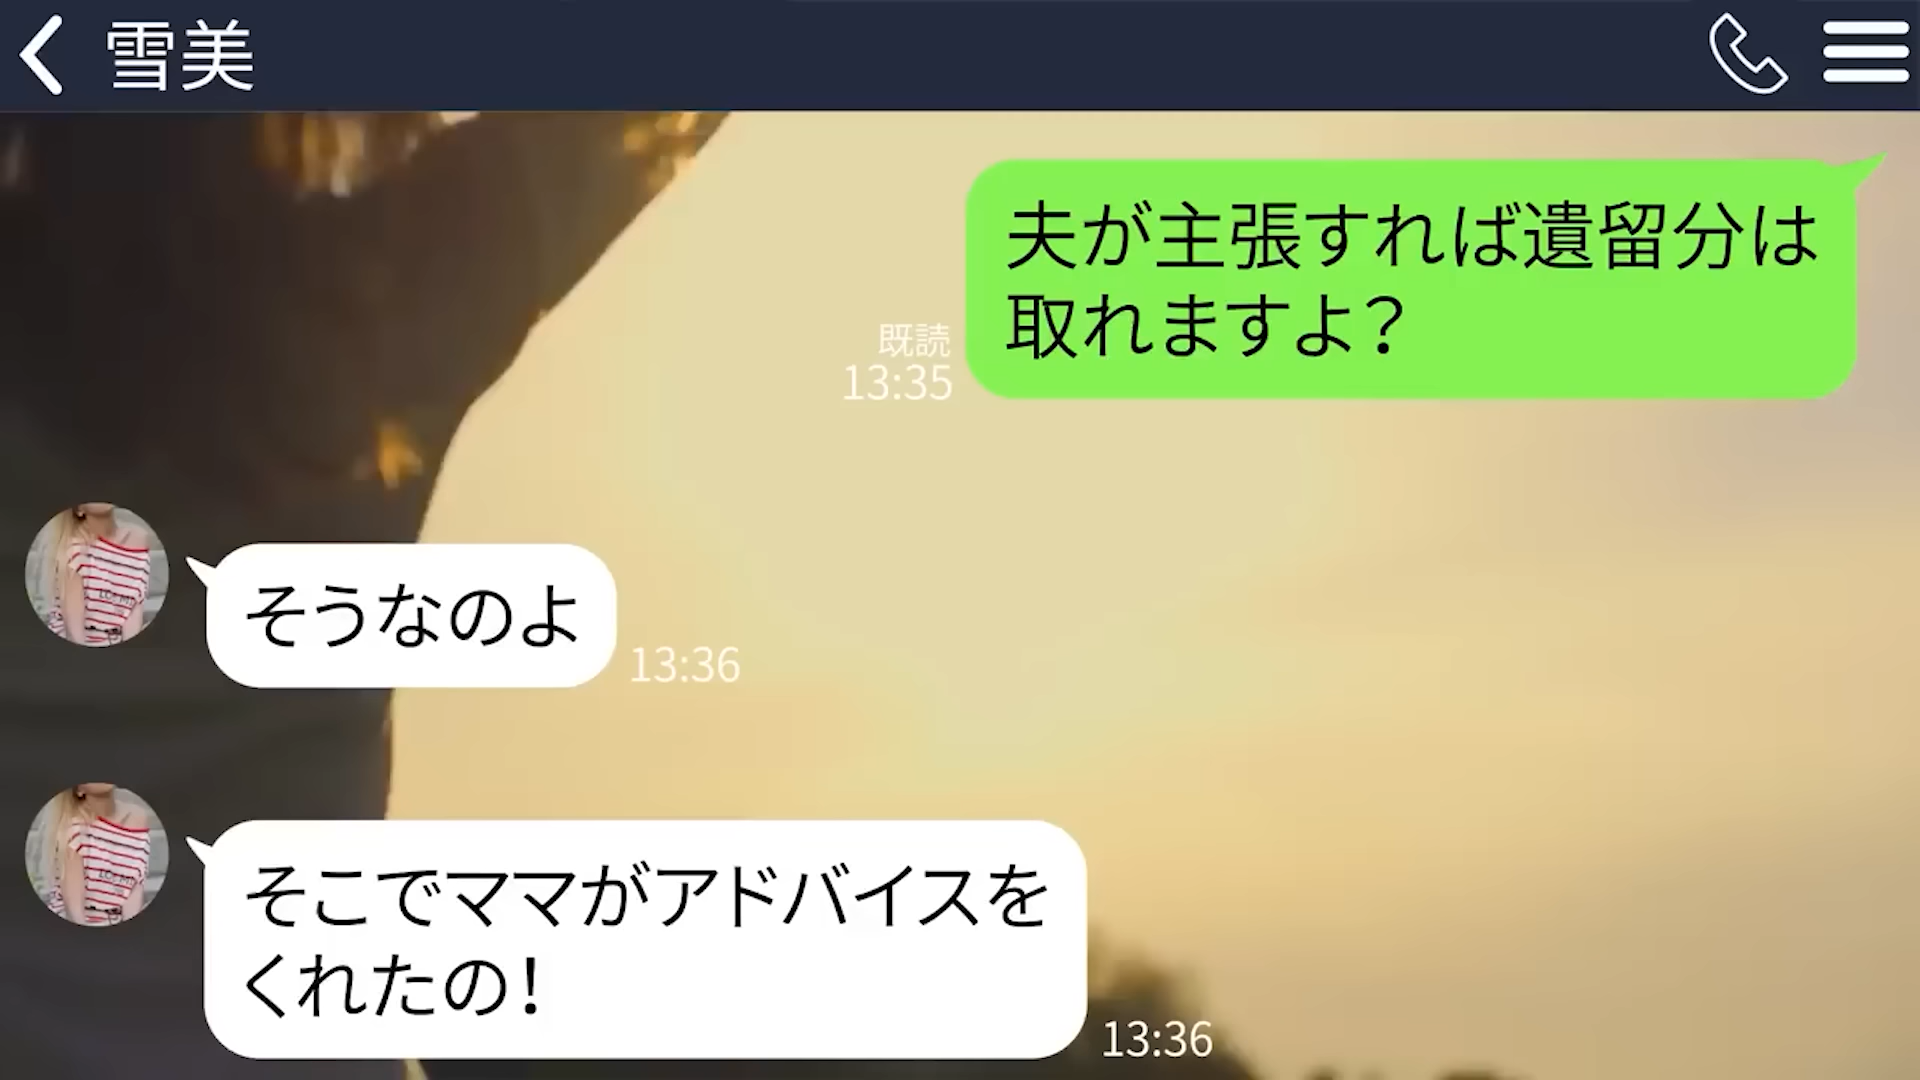 雪美
夫が主張すれば遺留分は
取れますよ？
既読
13:35
そうなのよ
13:36
そこでママがアドバイスを
くれたの！
13:36